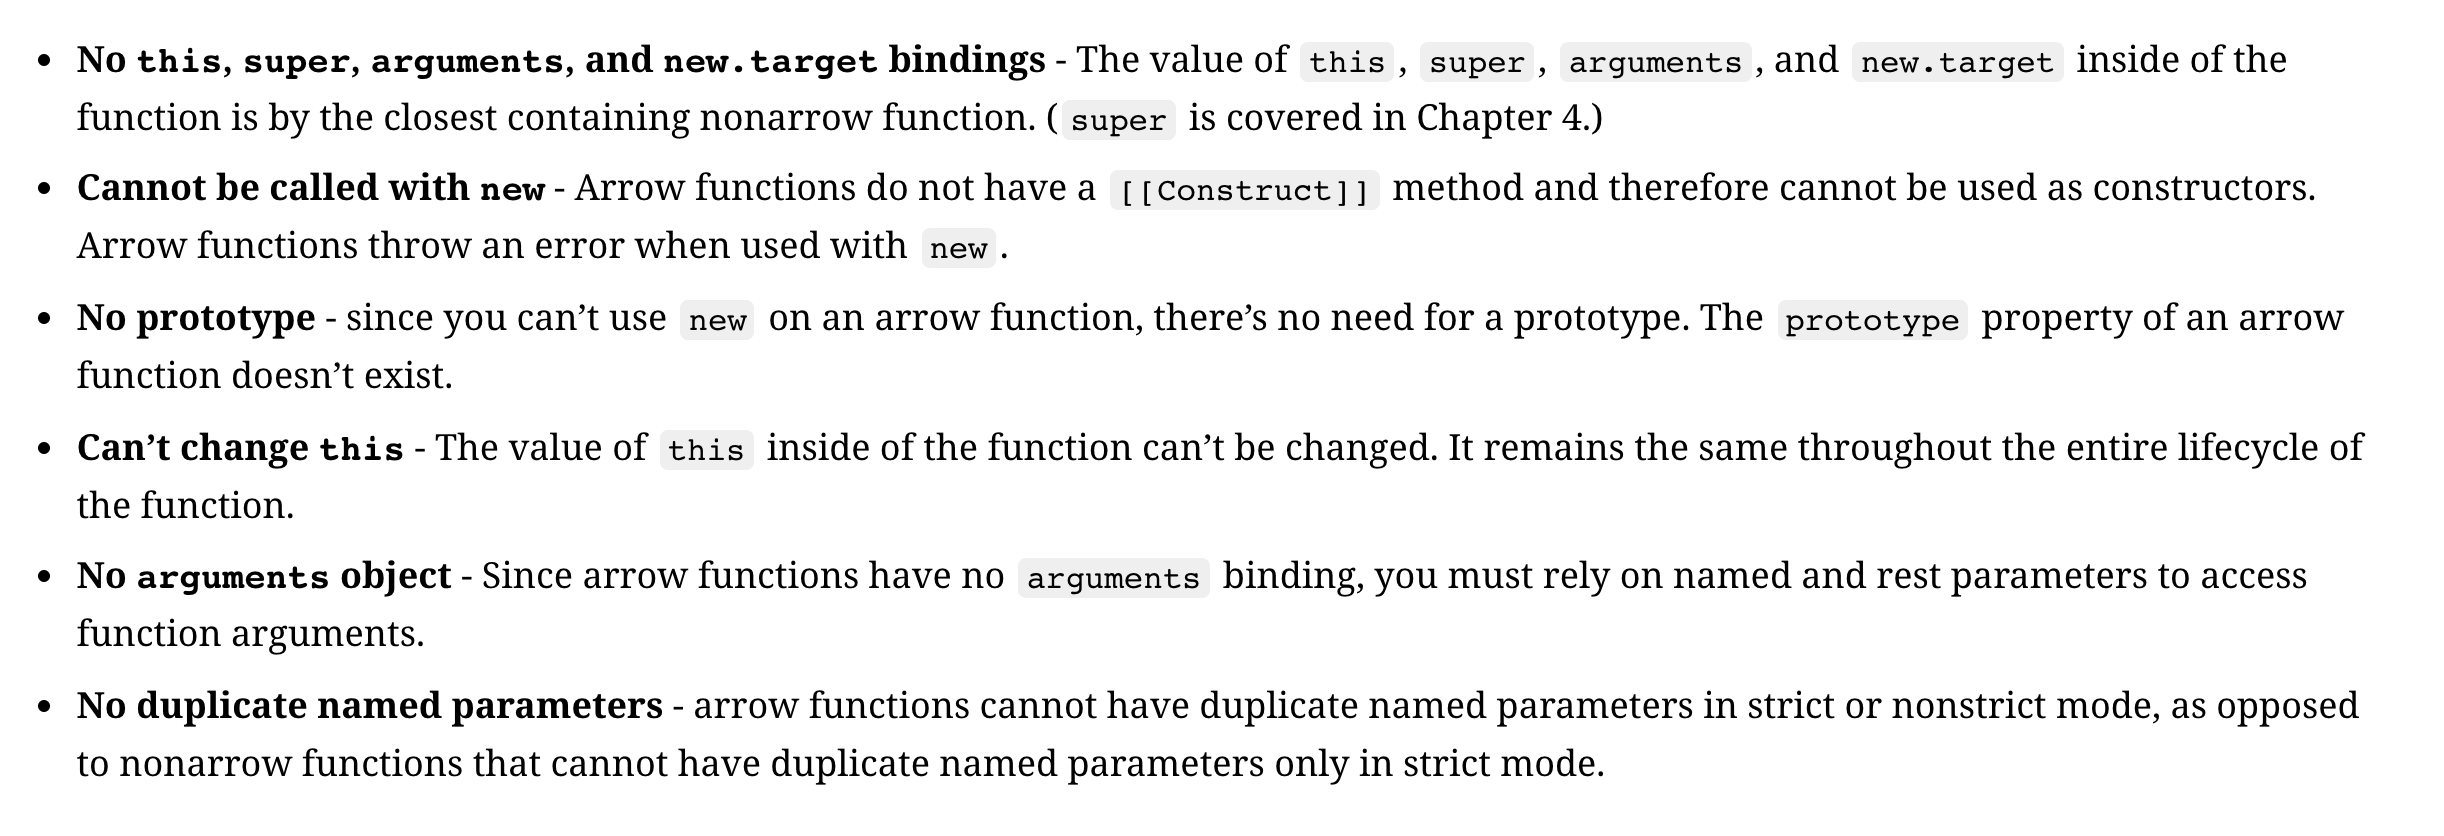 • No this, super, arguments, and new.target bindings - The value of this, super, arguments, and new.target inside of the
function is by the closest containing nonarrow function. (super is covered in Chapter 4.)
• Cannot be called with new - Arrow functions do not have a [[Construct]] method and therefore cannot be used as constructors.
Arrow functions throw an error when used with new.
• No prototype - since you can’t use new on an arrow function, there’s no need for a prototype. The prototype property of an arrow
function doesn’t exist.
• Can’t change this - The value of this inside of the function can’t be changed. It remains the same throughout the entire lifecycle of
the function.
• No arguments object - Since arrow functions have no arguments binding, you must rely on named and rest parameters to access
function arguments.
• No duplicate named parameters - arrow functions cannot have duplicate named parameters in strict or nonstrict mode, as opposed
to nonarrow functions that cannot have duplicate named parameters only in strict mode.